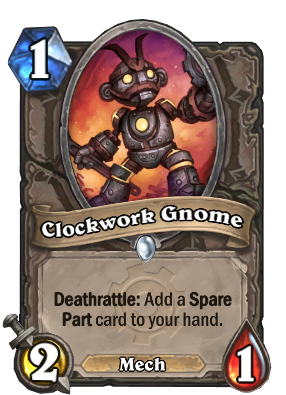 1
Clockwork Gnome
Deathrattle: Add a Spare
Part card to your hand.
2
Mech
1